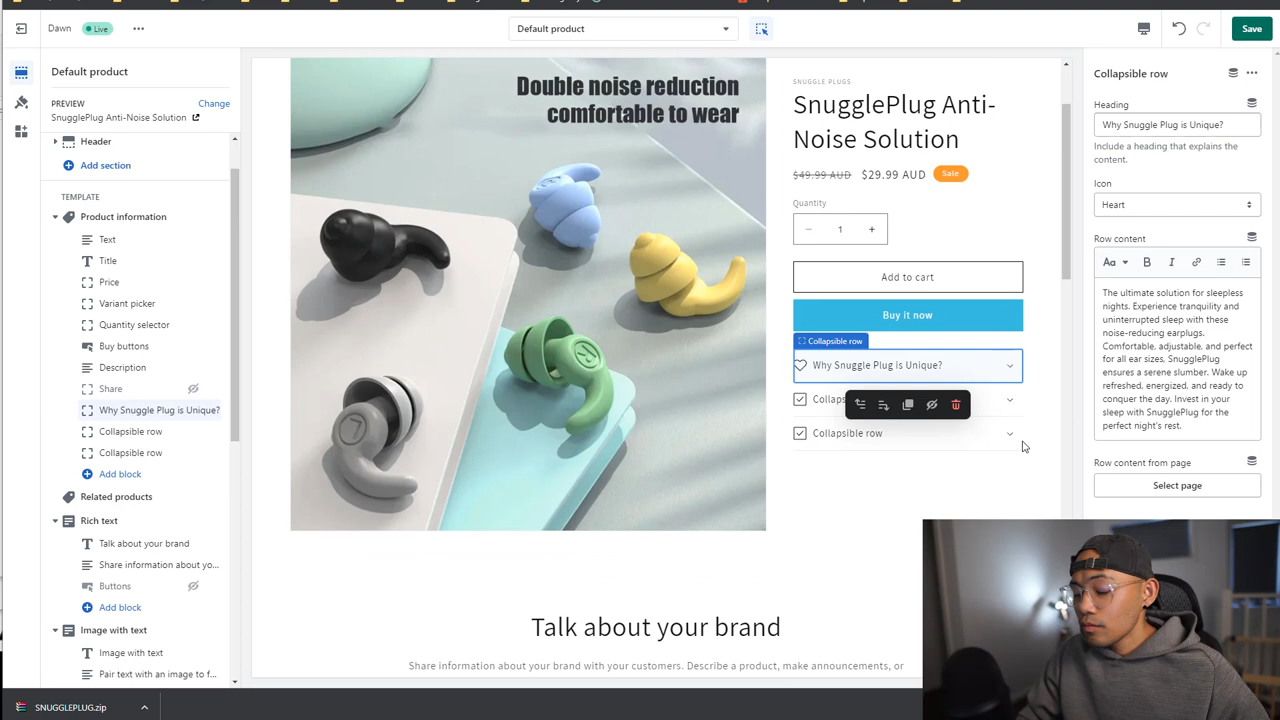 Dawn
Live
Default product
Save
Default product
PREVIEW
Change
SnugglePlug Anti-Noise Solution
Header
Add section
TEMPLATE
Product information
Text
Title
Price
Variant picker
Quantity selector
Buy buttons
Description
Share
Why Snuggle Plug is Unique?
Collapsible row
Collapsible row
Add block
Related products
Rich text
Talk about your brand
Share information about yo...
Buttons
Add block
Image with text
Image with text
Pair text with an image to f...
Double noise reduction
comfortable to wear
SNUGGLE PLUGS
SnugglePlug Anti-
Noise Solution
$49.99 AUD $29.99 AUD Sale
Quantity
1
Add to cart
Buy it now
Collapsible row
Why Snuggle Plug is Unique?
Collaps
Collapsible row
Talk about your brand
Share information about your brand with your customers. Describe a product, make announcements, or
Collapsible row
Heading
Why Snuggle Plug is Unique?
Include a heading that explains the
content.
Icon
Heart
Row content
Aa B I
The ultimate solution for sleepless
nights. Experience tranquility and
uninterrupted sleep with these
noise-reducing earplugs.
Comfortable, adjustable, and perfect
for all ear sizes, SnugglePlug
ensures a serene slumber. Wake up
refreshed, energized, and ready to
conquer the day. Invest in your
sleep with SnugglePlug for the
perfect night's rest.
Row content from page
Select page
SNUGGLEPLUG.zip